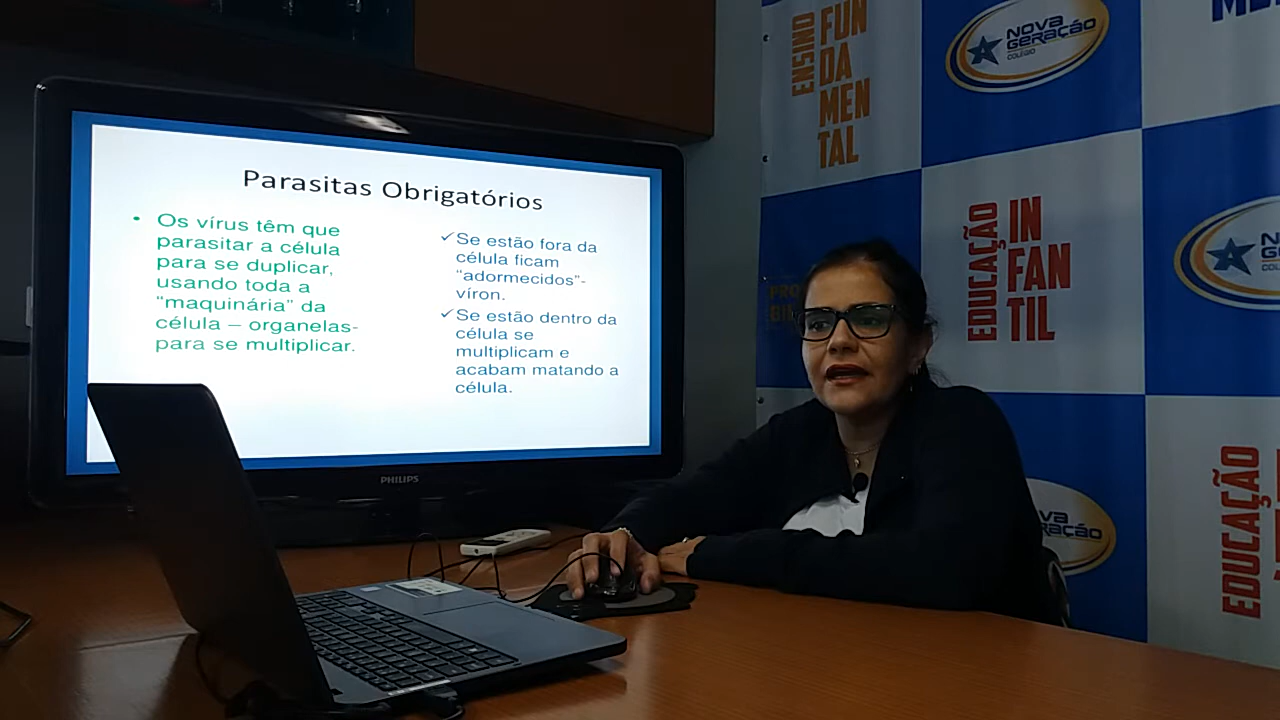 Parasitas Obrigatórios
• Os vírus têm que
parasitar a célula
para se duplicar,
usando toda a
"maquinária" da
célula – organelas-
para se multiplicar.
✓Se estão fora da
célula ficam
"adormecidos"-
víron.
✓Se estão dentro da
célula se
multiplicam e
acabam matando a
célula.
PHILIPS
ENSINO
FUN
DA
MEN
TAL
NOVA
GERAÇÃO
COLÉGIO
EDUCAÇÃO
IN
FAN
TIL
EDUCAÇÃO